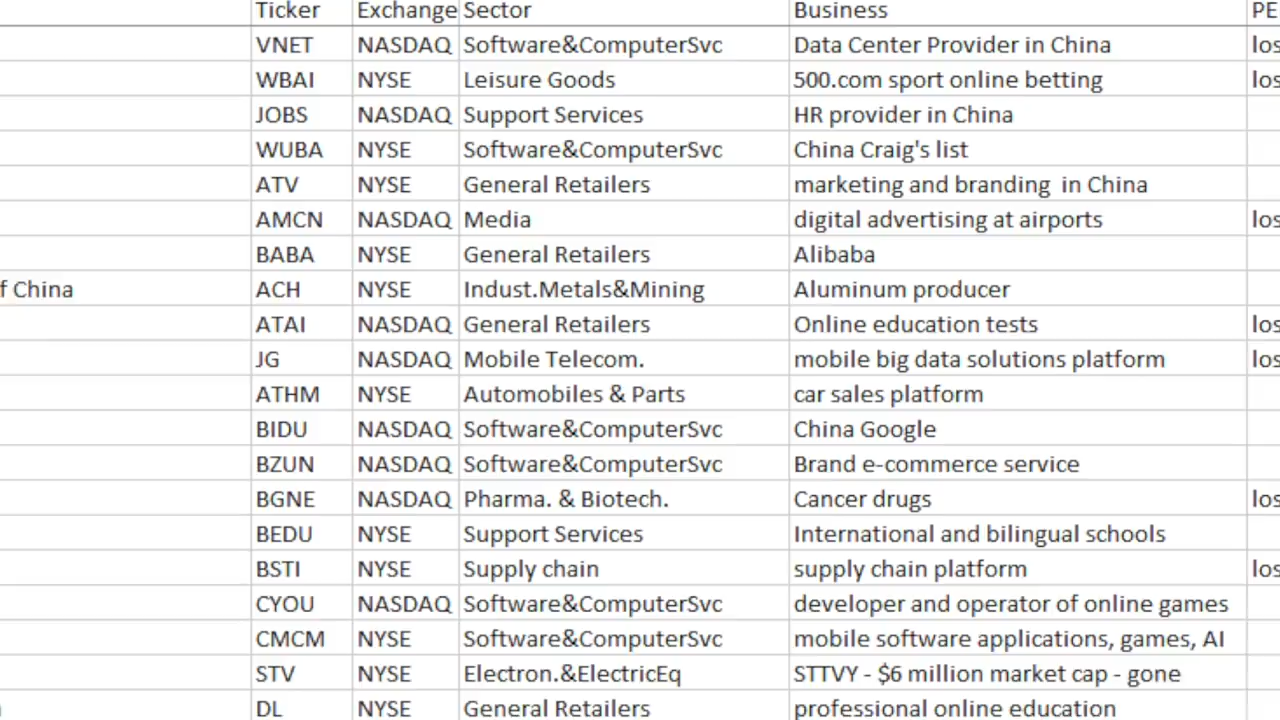 Ticker Exchange Sector Business PE
VNET NASDAQ Software&ComputerSvc Data Center Provider in China los
WBAI NYSE Leisure Goods 500.com sport online betting los
JOBS NASDAQ Support Services HR provider in China
WUBA NYSE Software&ComputerSvc China Craig's list
ATV NYSE General Retailers marketing and branding  in China
AMCN NASDAQ Media digital advertising at airports los
BABA NYSE General Retailers Alibaba
f China ACH NYSE Indust.Metals&Mining Aluminum producer
ATAI NASDAQ General Retailers Online education tests los
JG NASDAQ Mobile Telecom. mobile big data solutions platform los
ATHM NYSE Automobiles & Parts car sales platform
BIDU NASDAQ Software&ComputerSvc China Google
BZUN NASDAQ Software&ComputerSvc Brand e-commerce service
BGNE NASDAQ Pharma. & Biotech. Cancer drugs los
BEDU NYSE Support Services International and bilingual schools
BSTI NYSE Supply chain supply chain platform los
CYOU NASDAQ Software&ComputerSvc developer and operator of online games
CMCM NYSE Software&ComputerSvc mobile software applications, games, AI
STV NYSE Electron.&ElectricEq STTVY - $6 million market cap - gone
DL NYSE General Retailers professional online education